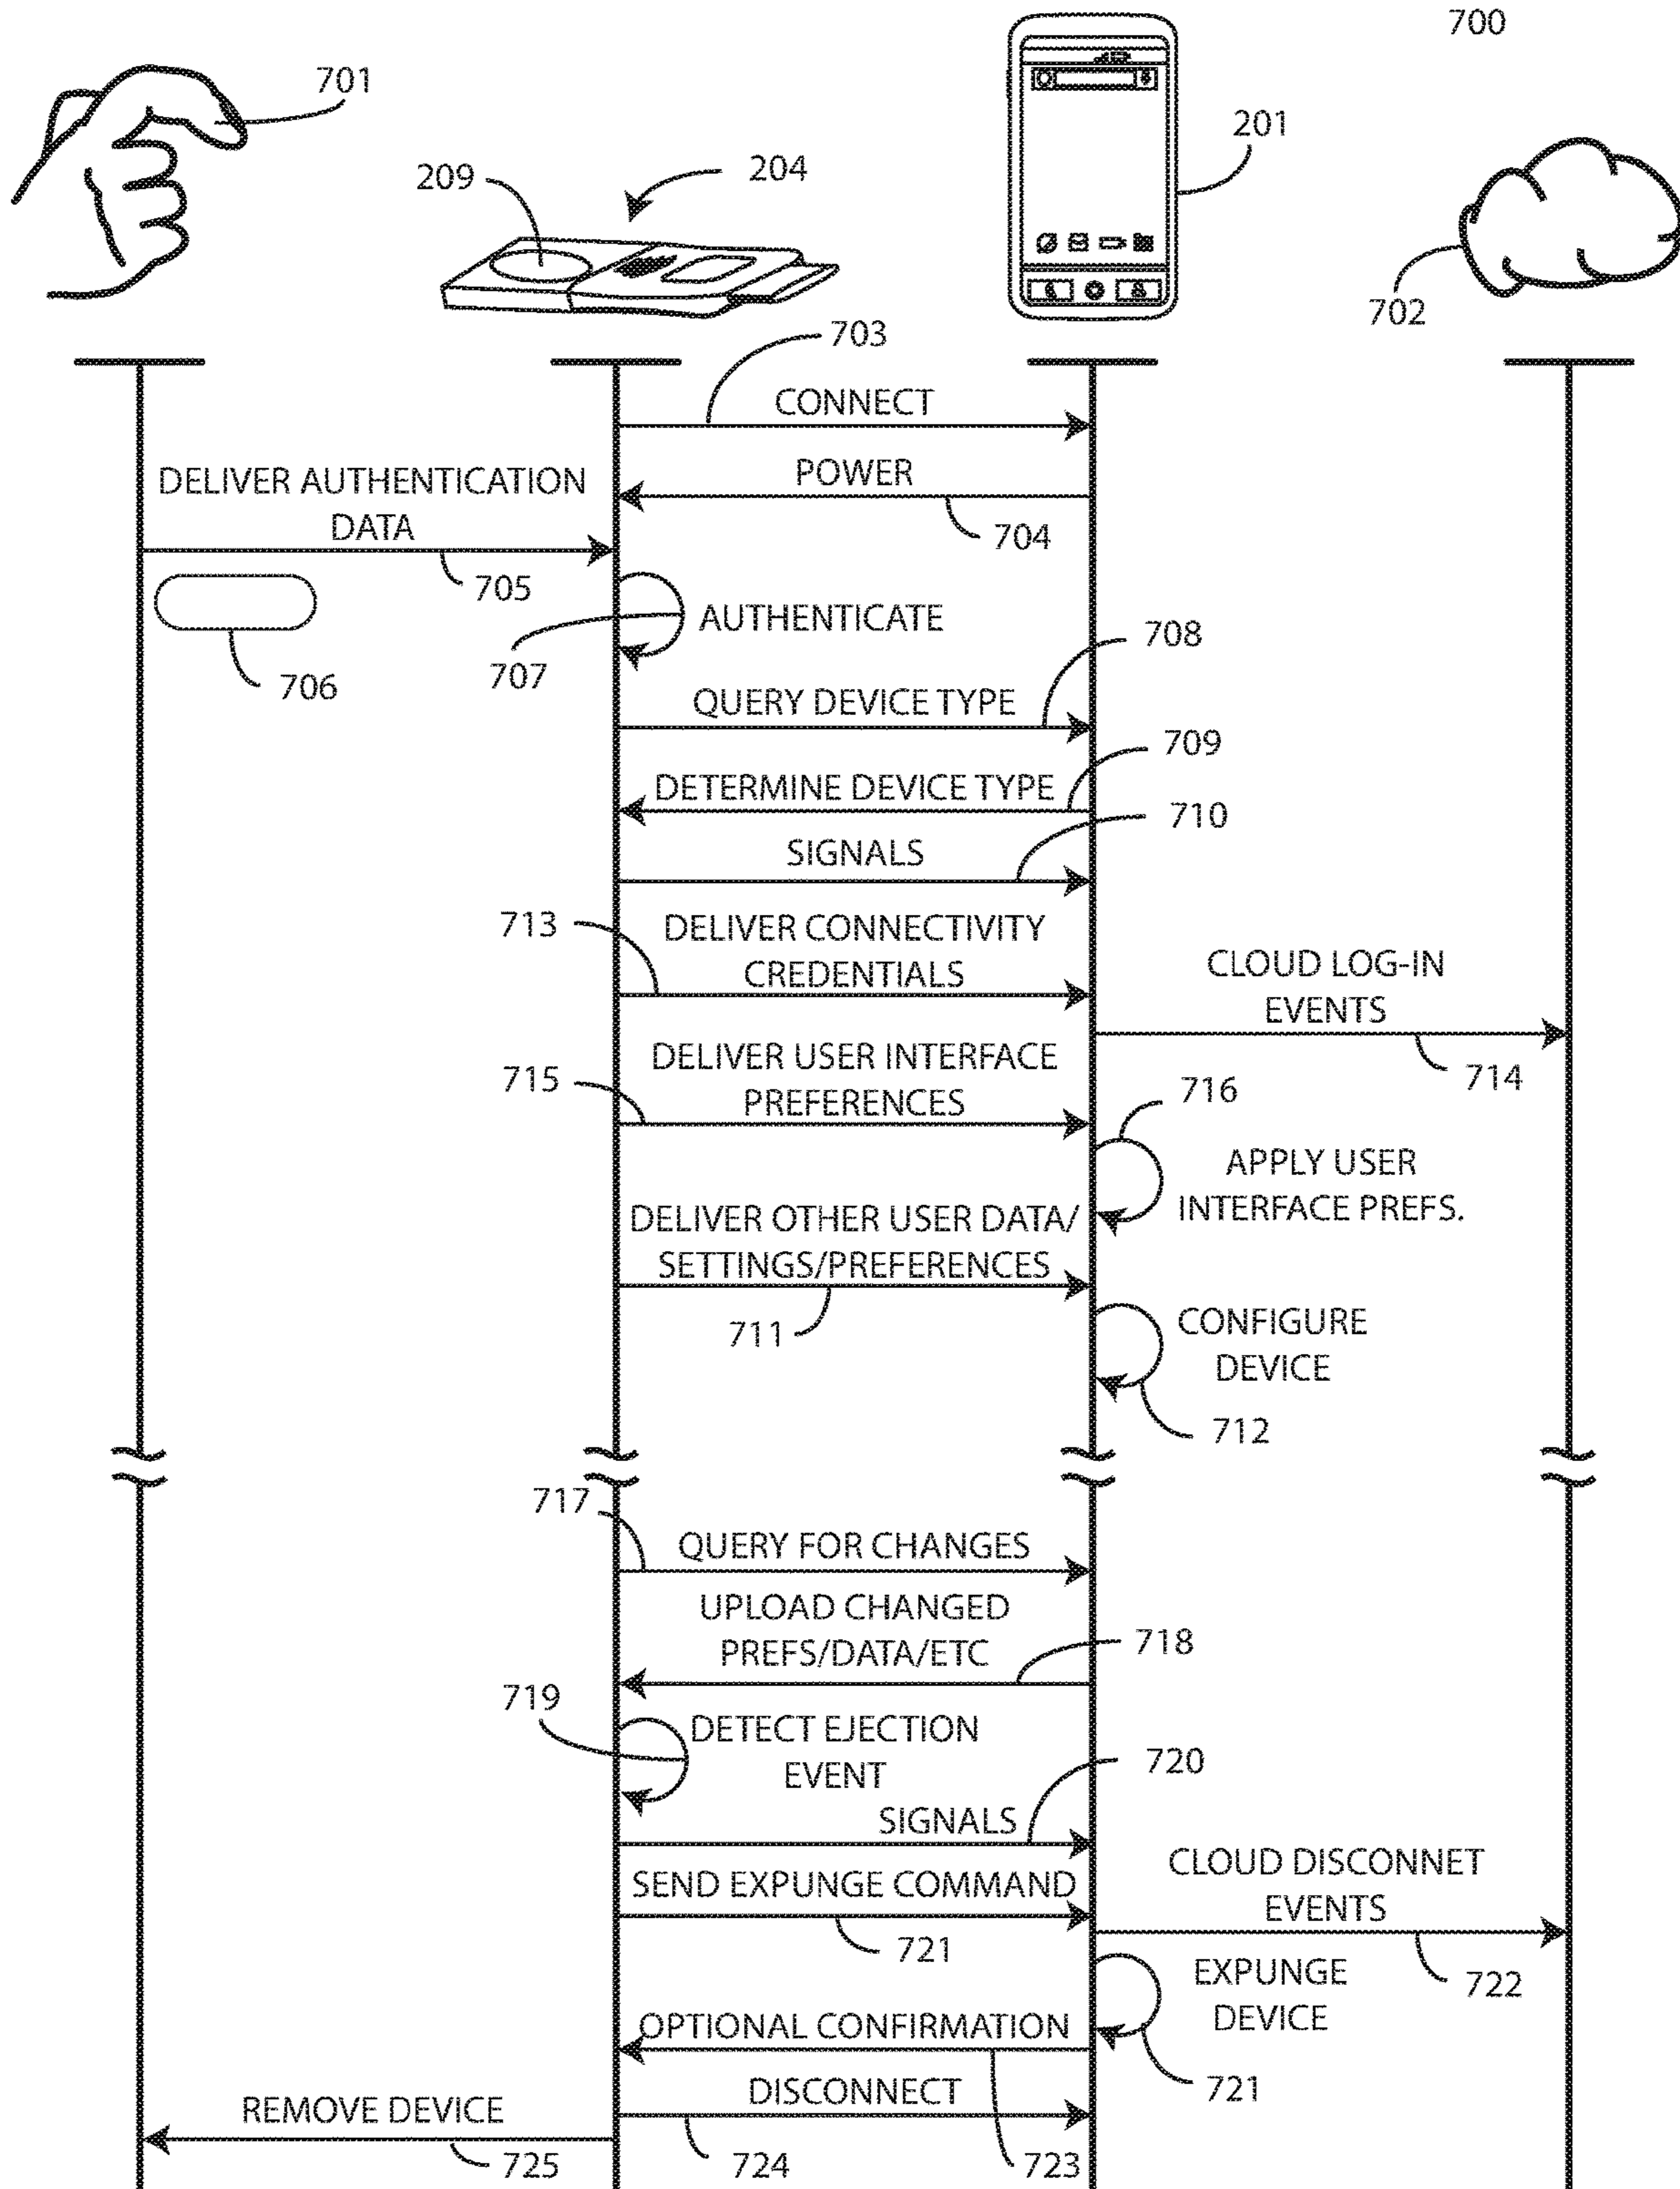 700
701
209
204
201
702
703
CONNECT
POWER
704
DELIVER AUTHENTICATION
DATA
705
706
707
AUTHENTICATE
708
QUERY DEVICE TYPE
709
DETERMINE DEVICE TYPE
710
SIGNALS
713
DELIVER CONNECTIVITY
CREDENTIALS
CLOUD LOG-IN
EVENTS
714
715
DELIVER USER INTERFACE
PREFERENCES
716
APPLY USER
INTERFACE PREFS.
DELIVER OTHER USER DATA/
SETTINGS/PREFERENCES
711
CONFIGURE
DEVICE
712
717
QUERY FOR CHANGES
UPLOAD CHANGED
PREFS/DATA/ETC
718
719
DETECT EJECTION
EVENT
720
SIGNALS
SEND EXPUNGE COMMAND
721
CLOUD DISCONNET
EVENTS
722
EXPUNGE
DEVICE
721
OPTIONAL CONFIRMATION
723
DISCONNECT
724
REMOVE DEVICE
725